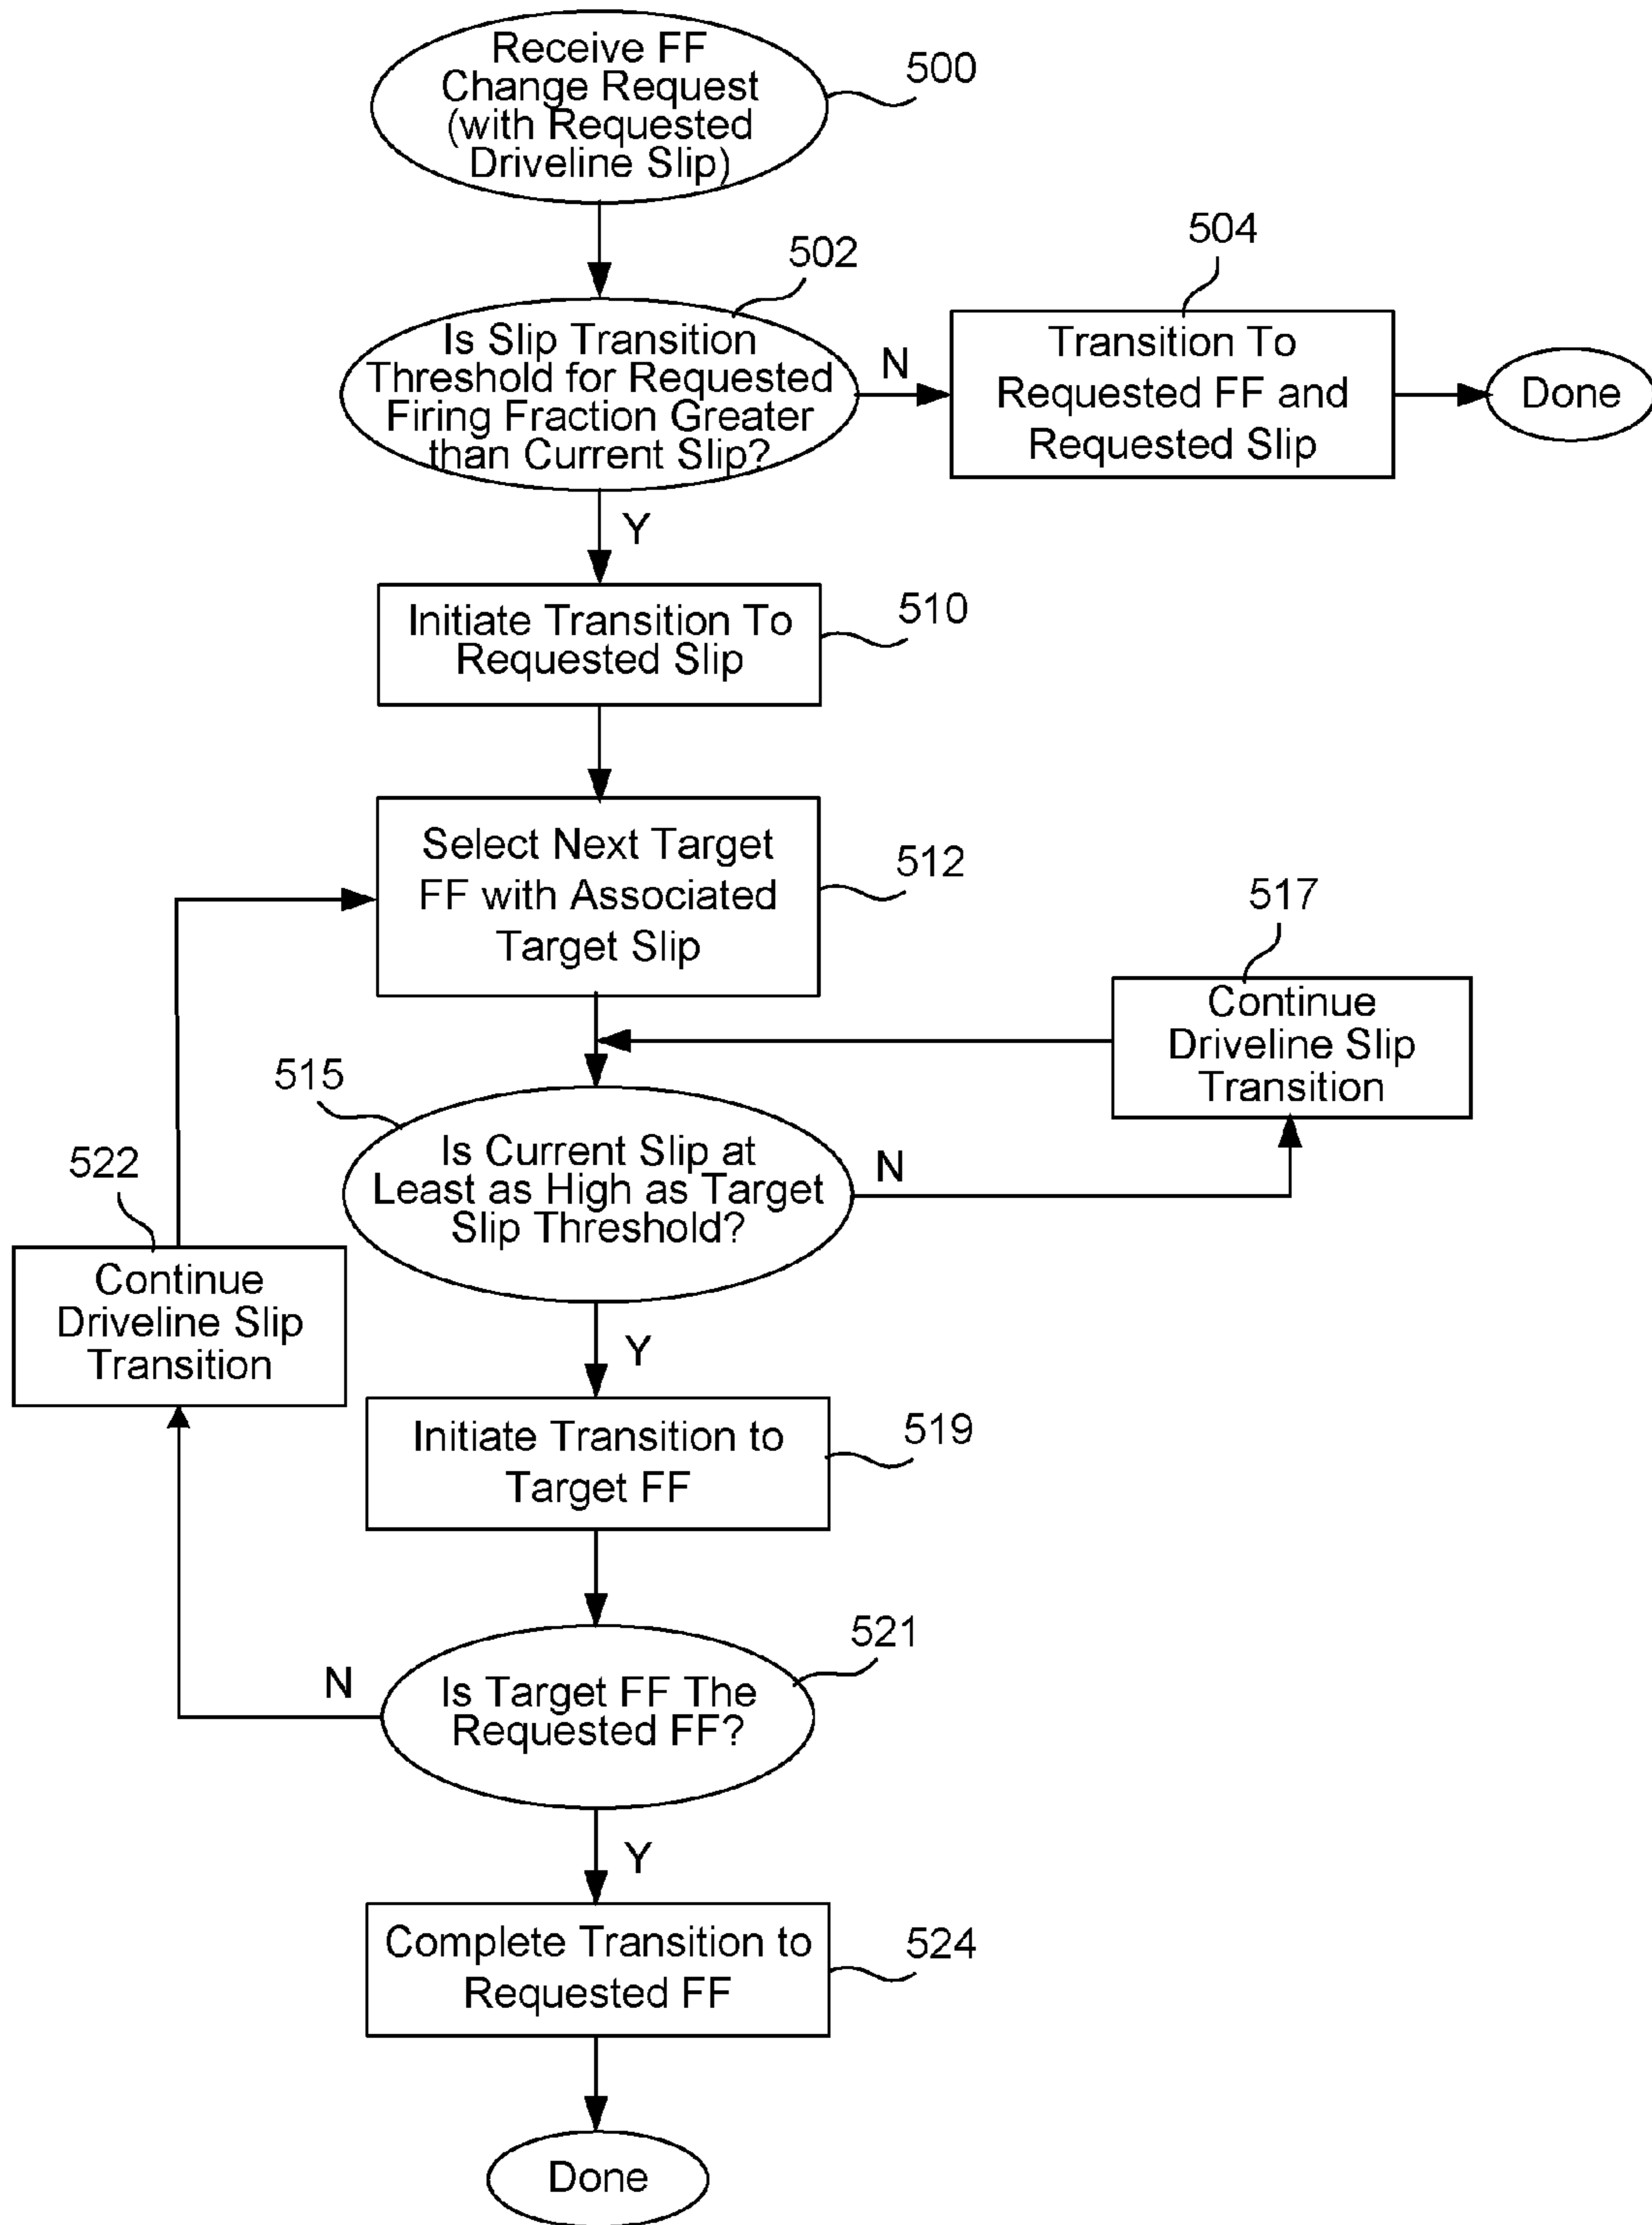 Receive FF
Change Request
(with Requested
Driveline Slip)
500
502
Is Slip Transition
Threshold for Requested
Firing Fraction Greater
than Current Slip?
N
504
Transition To
Requested FF and
Requested Slip
Done
Y
Initiate Transition To
Requested Slip
510
Select Next Target
FF with Associated
Target Slip
512
517
Continue
Driveline Slip
Transition
515
Is Current Slip at
Least as High as Target
Slip Threshold?
N
522
Continue
Driveline Slip
Transition
Y
Initiate Transition to
Target FF
519
521
Is Target FF The
Requested FF?
N
Y
Complete Transition to
Requested FF
524
Done